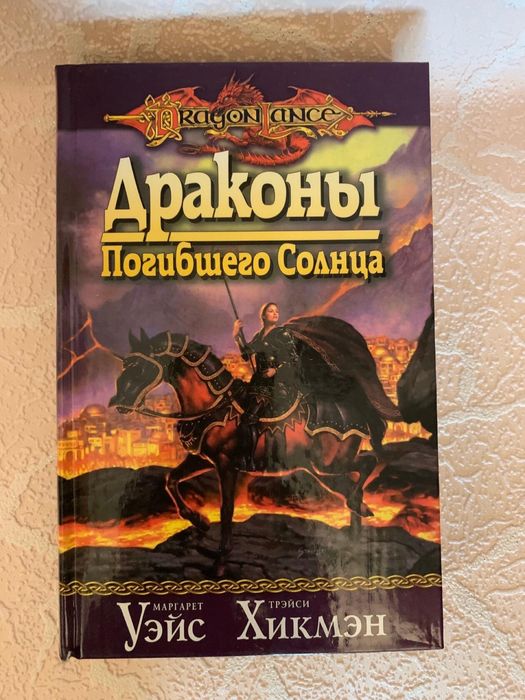 DragonLance
Драконы
Погибшего Солнца
МАРГАРЕТ ТРЭЙСИ
Уэйс Хикмэн